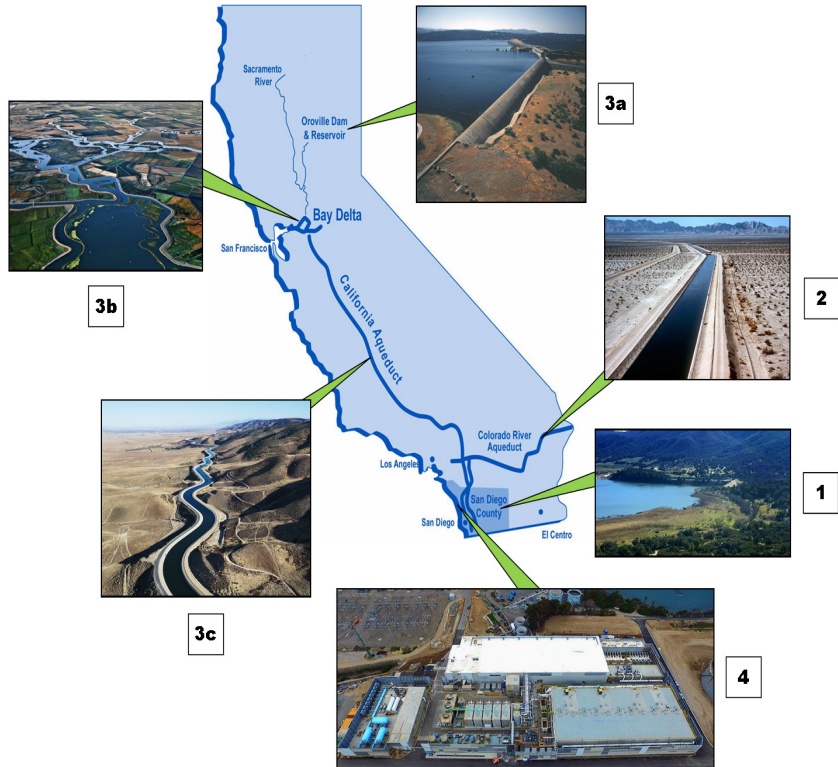 Sacramento
River
Oroville Dam
& Reservoir
3a
Bay Delta
San Francisco
3b
2
California Aqueduct
Colorado River
Aqueduct
Los Angeles
1
San Diego
County
San Diego
El Centro
3c
4